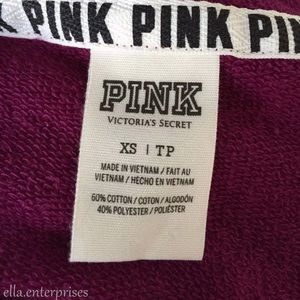 K PINK PINK PIN
PINK
VICTORIA'S SECRET
XS | TP
MADE IN VIETNAM / FAIT AU
VIETNAM / HECHO EN VIETNAM
60% COTTON / COTON / ALGODÓN
40% POLYESTER / POLIÉSTER
ella.enterprises